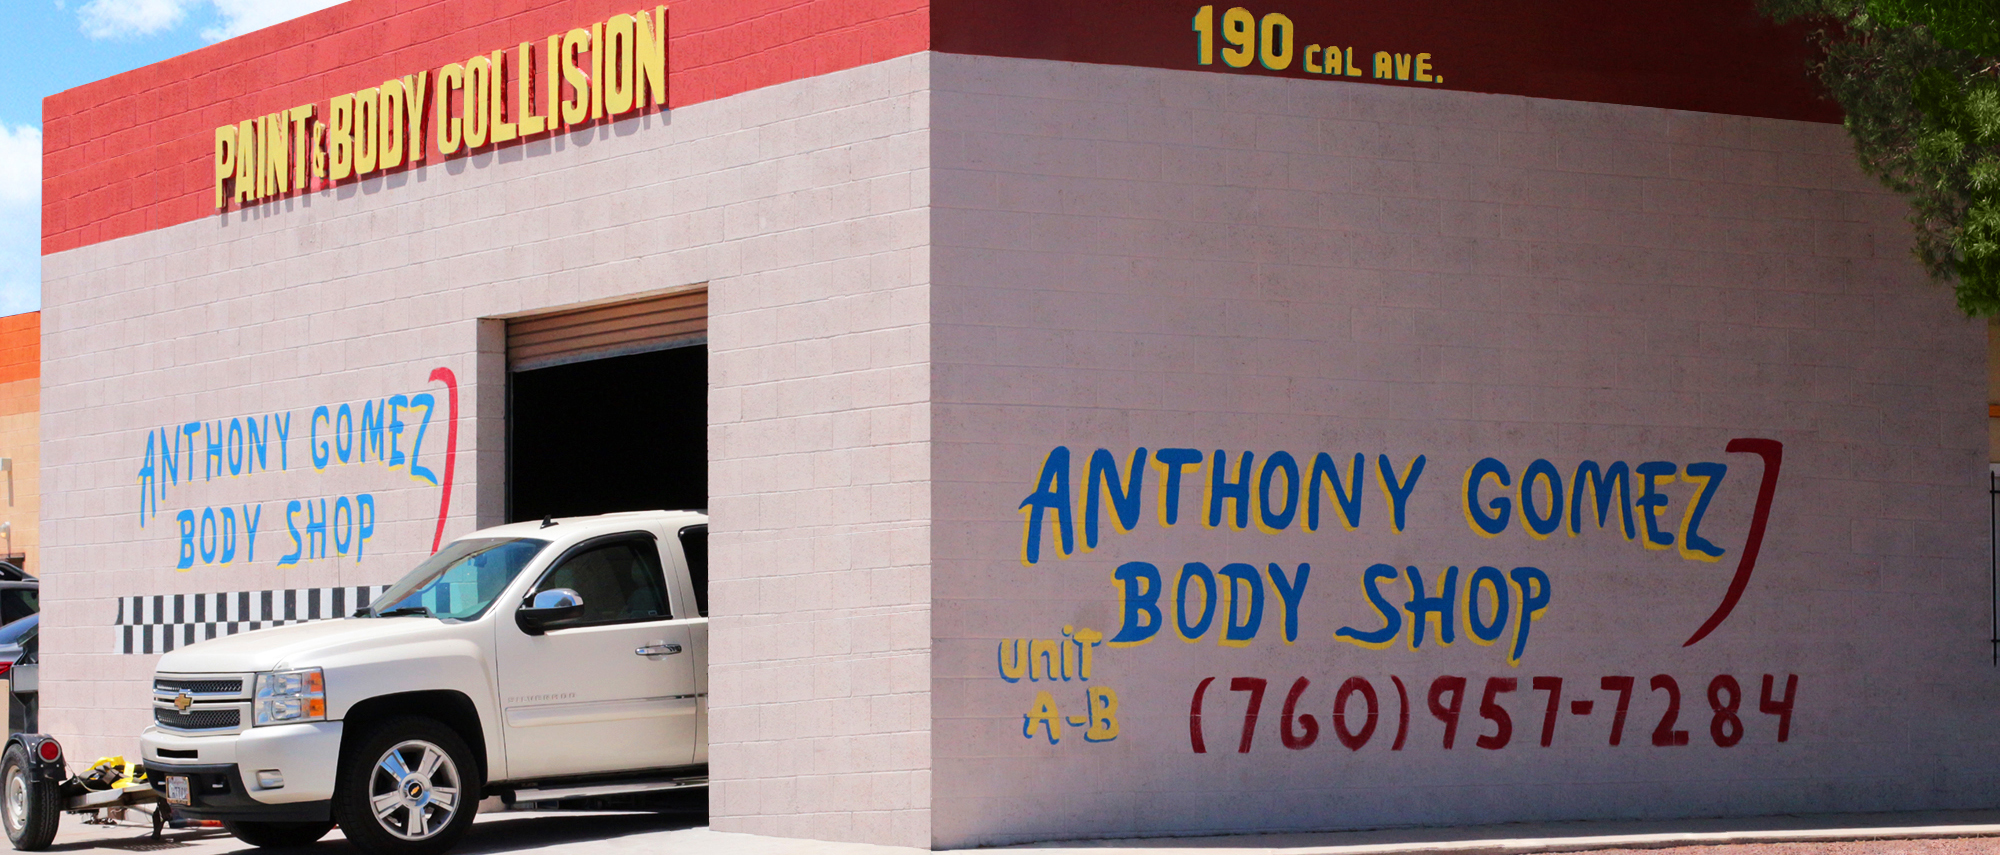 PAINT & BODY COLLISION
ANTHONY GOMEZ
BODY SHOP
190 CAL AVE.
ANTHONY GOMEZ
BODY SHOP
UNIT
A-B
(760)957-7284